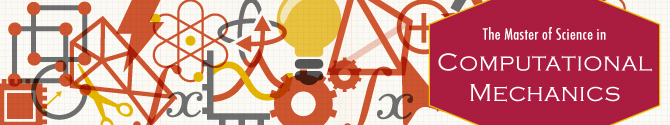 The Master of Science in
COMPUTATIONAL
MECHANICS
x
x